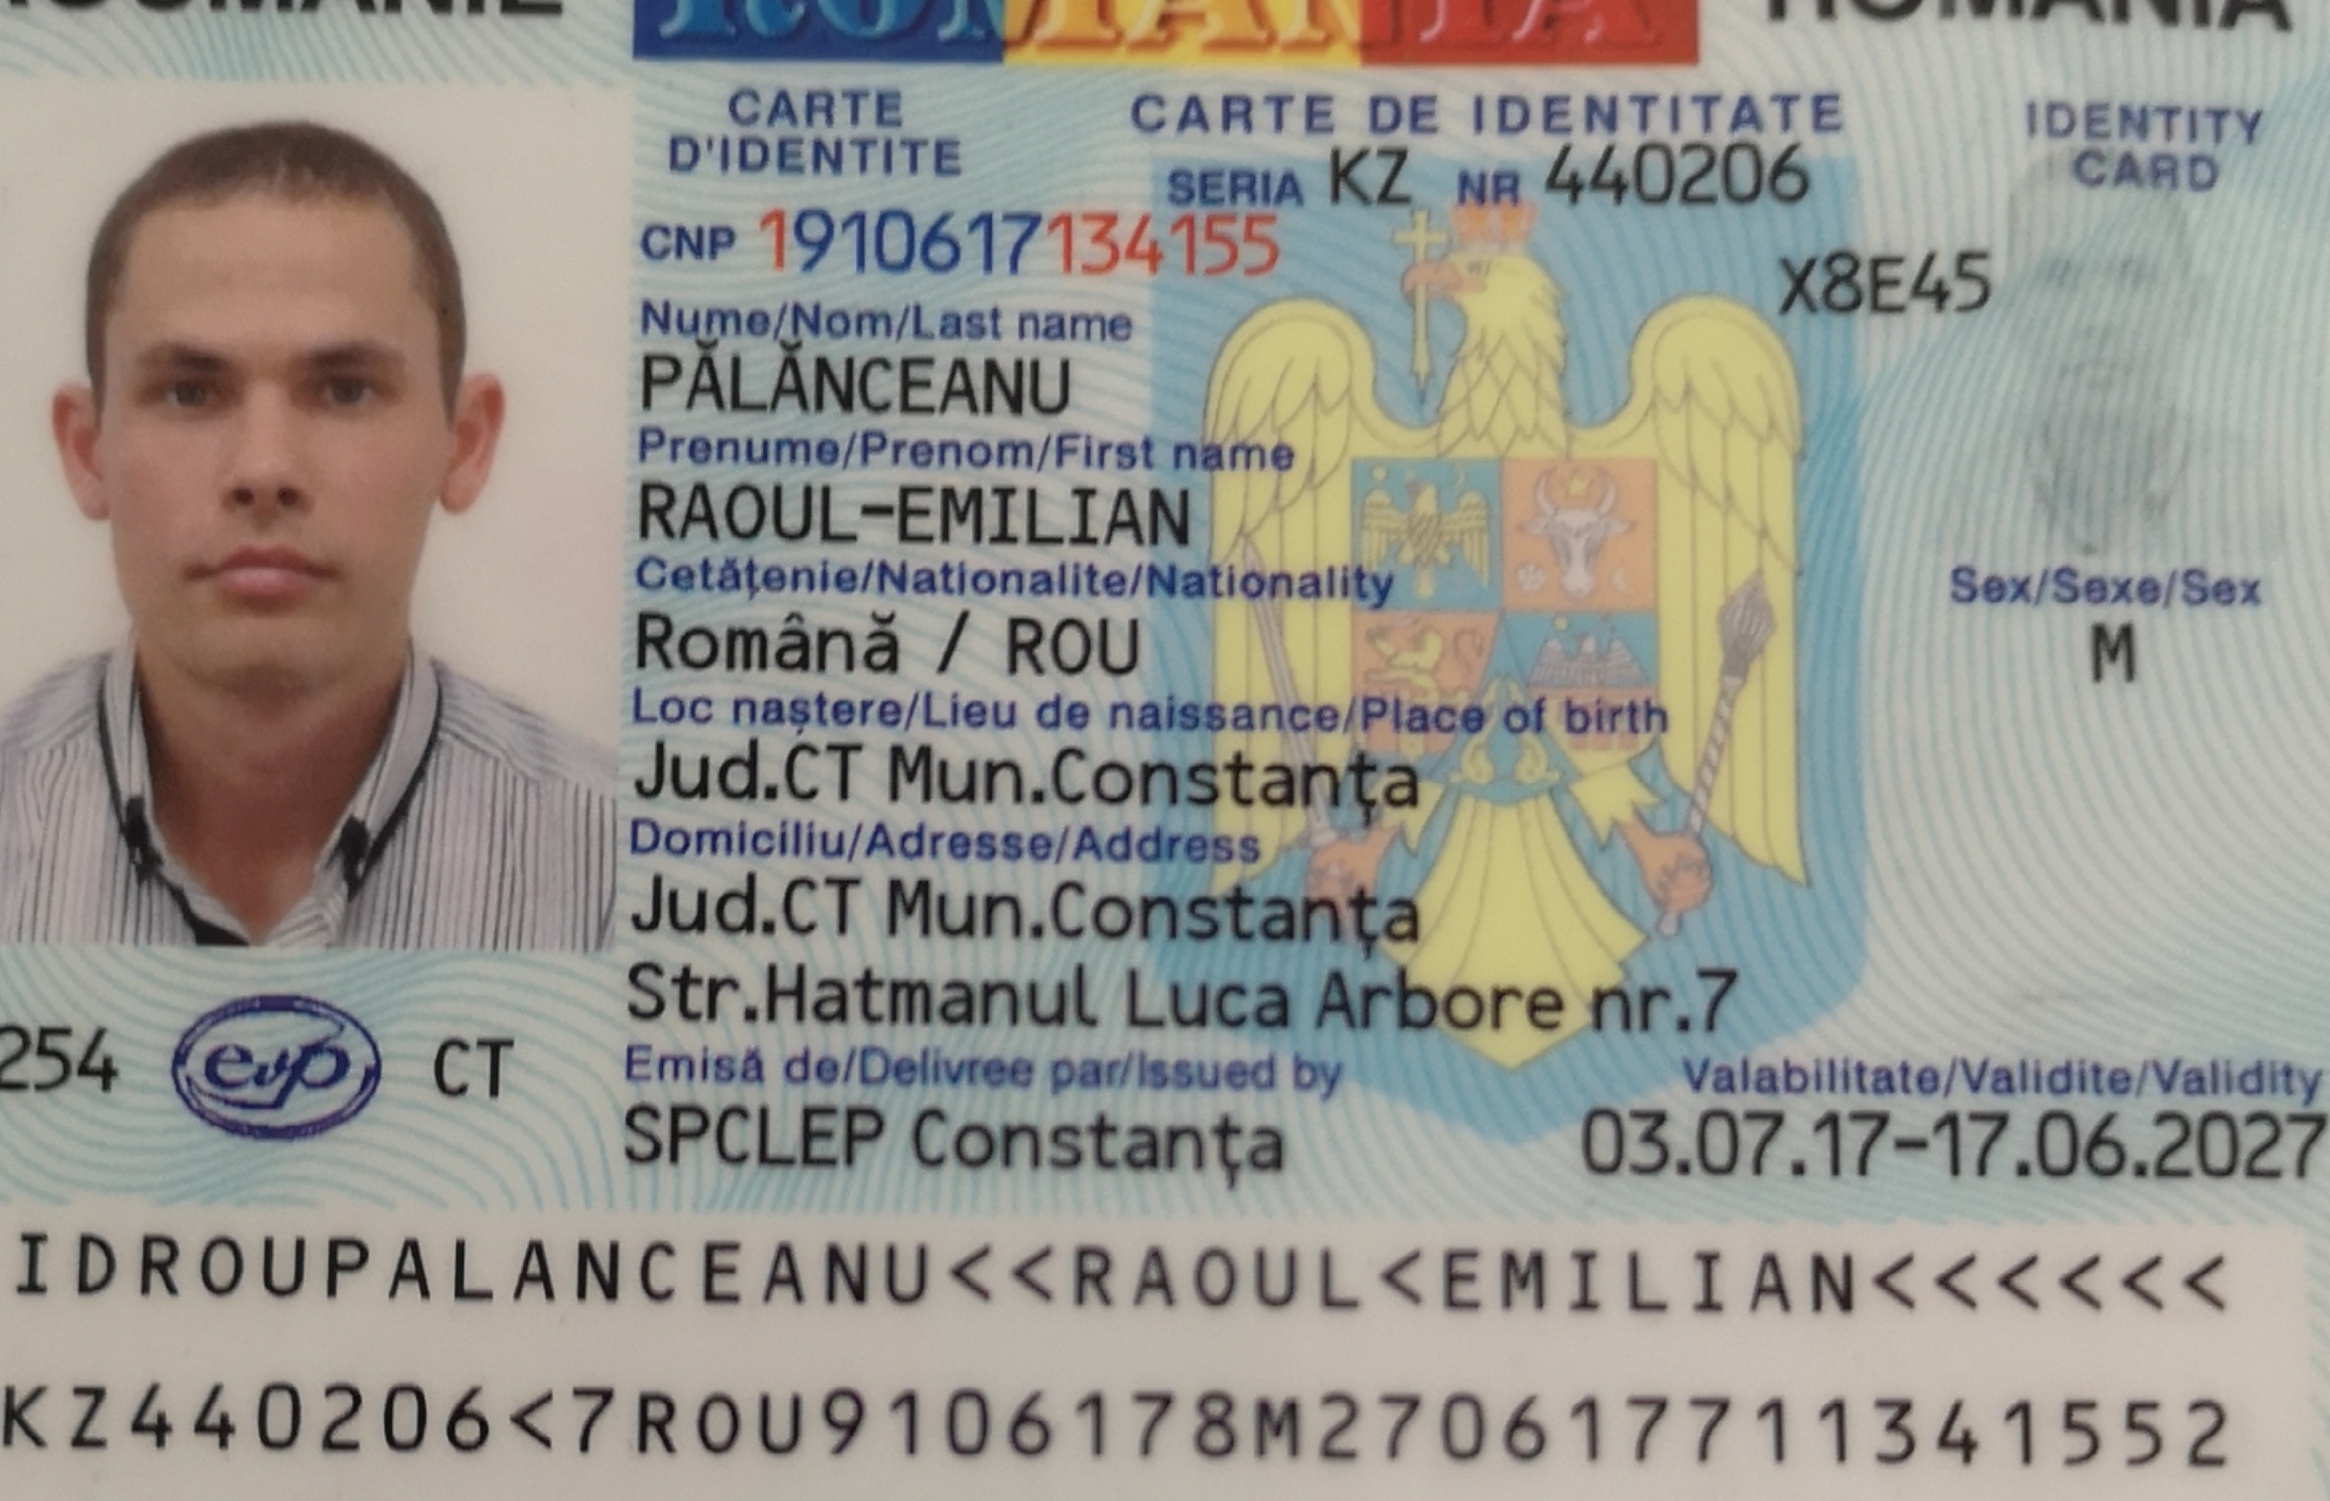 ROMÂNIA
CARTE D'IDENTITE
CARTE DE IDENTITATE
IDENTITY CARD
SERIA KZ NR 440206
CNP 1910617134155
X8E45
Nume/Nom/Last name
PĂLĂNCEANU
Prenume/Prenom/First name
RAOUL-EMILIAN
Cetățenie/Nationalite/Nationality
Română / ROU
Sex/Sexe/Sex
M
Loc naștere/Lieu de naissance/Place of birth
Jud.CT Mun.Constanța
Domiciliu/Adresse/Address
Jud.CT Mun.Constanța
Str.Hatmanul Luca Arbore nr.7
254 evp CT
Emisă de/Delivree par/Issued by
SPCLEP Constanța
Valabilitate/Validite/Validity
03.07.17-17.06.2027
IDROUPALANCEANU<<RAOUL<EMILIAN<<<<<<
KZ440206<7ROU9106178M270617711341552